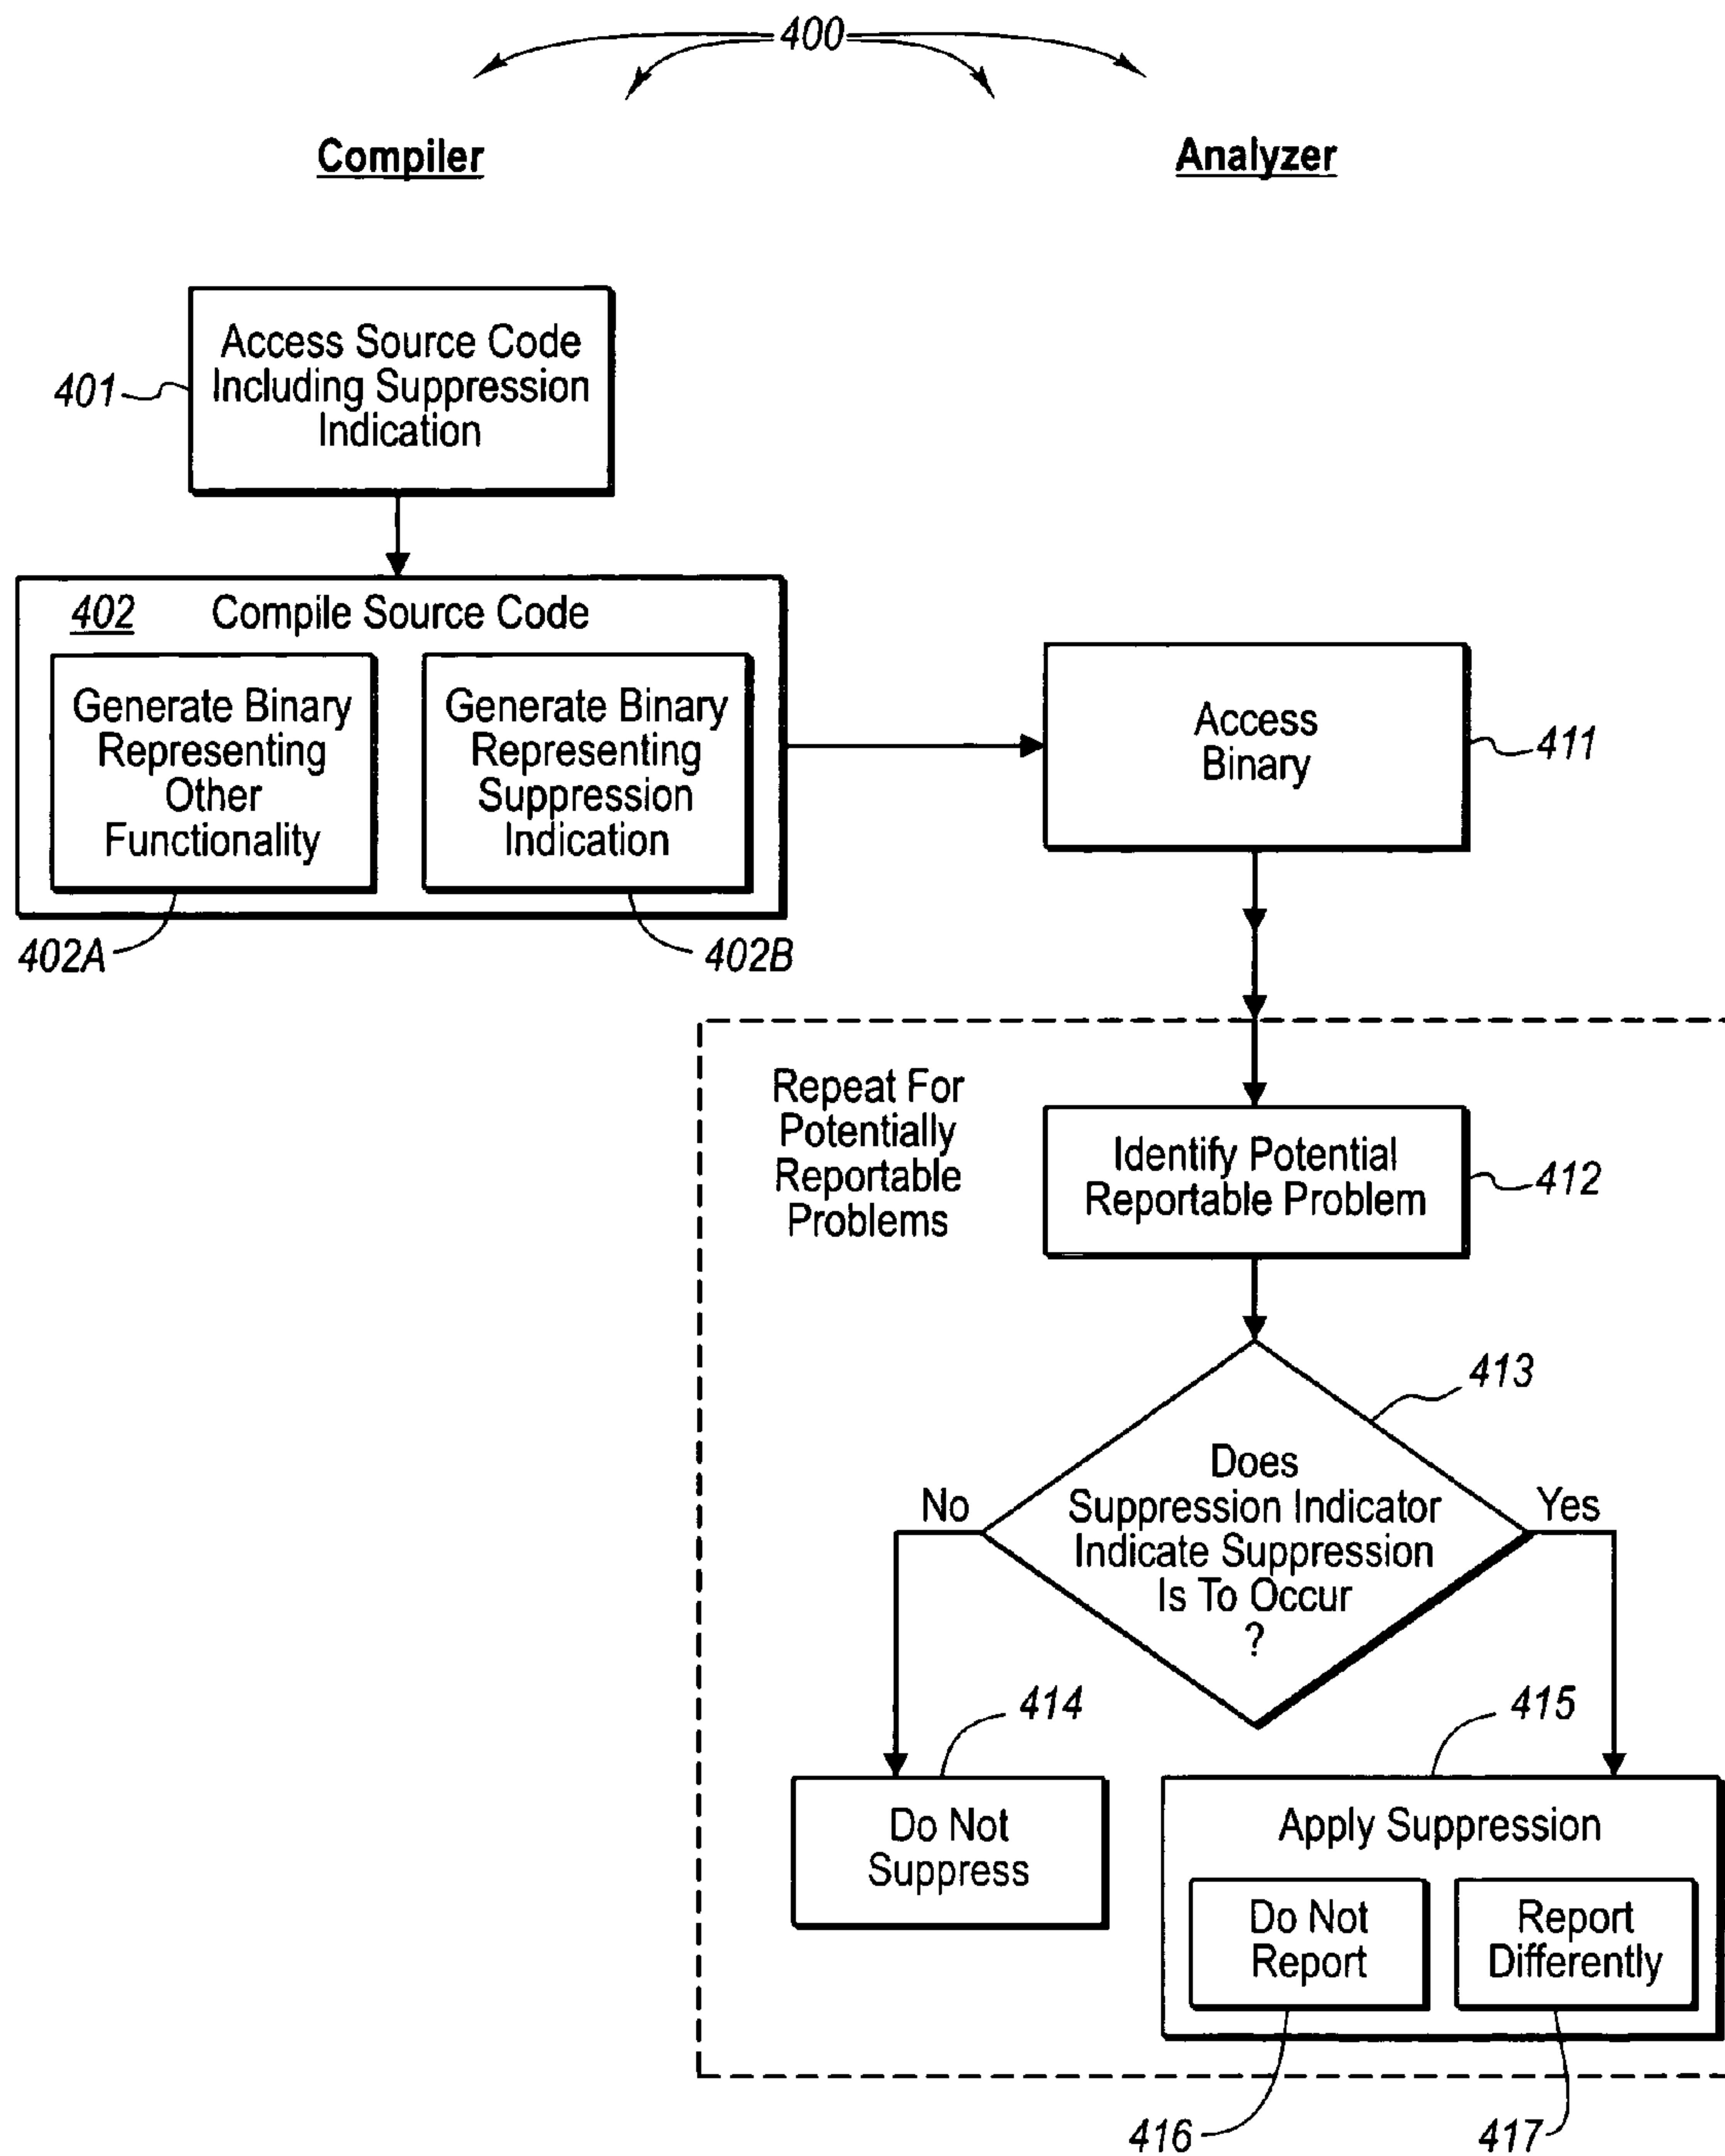 400
Compiler
Analyzer
401
Access Source Code
Including Suppression
Indication
402 Compile Source Code
Generate Binary
Representing
Other
Functionality
Generate Binary
Representing
Suppression
Indication
402A
402B
Access
Binary
411
Repeat For
Potentially
Reportable
Problems
Identify Potential
Reportable Problem
412
413
Does
Suppression Indicator
Indicate Suppression
Is To Occur
?
No
Yes
414
Do Not
Suppress
415
Apply Suppression
Do Not
Report
Report
Differently
416
417